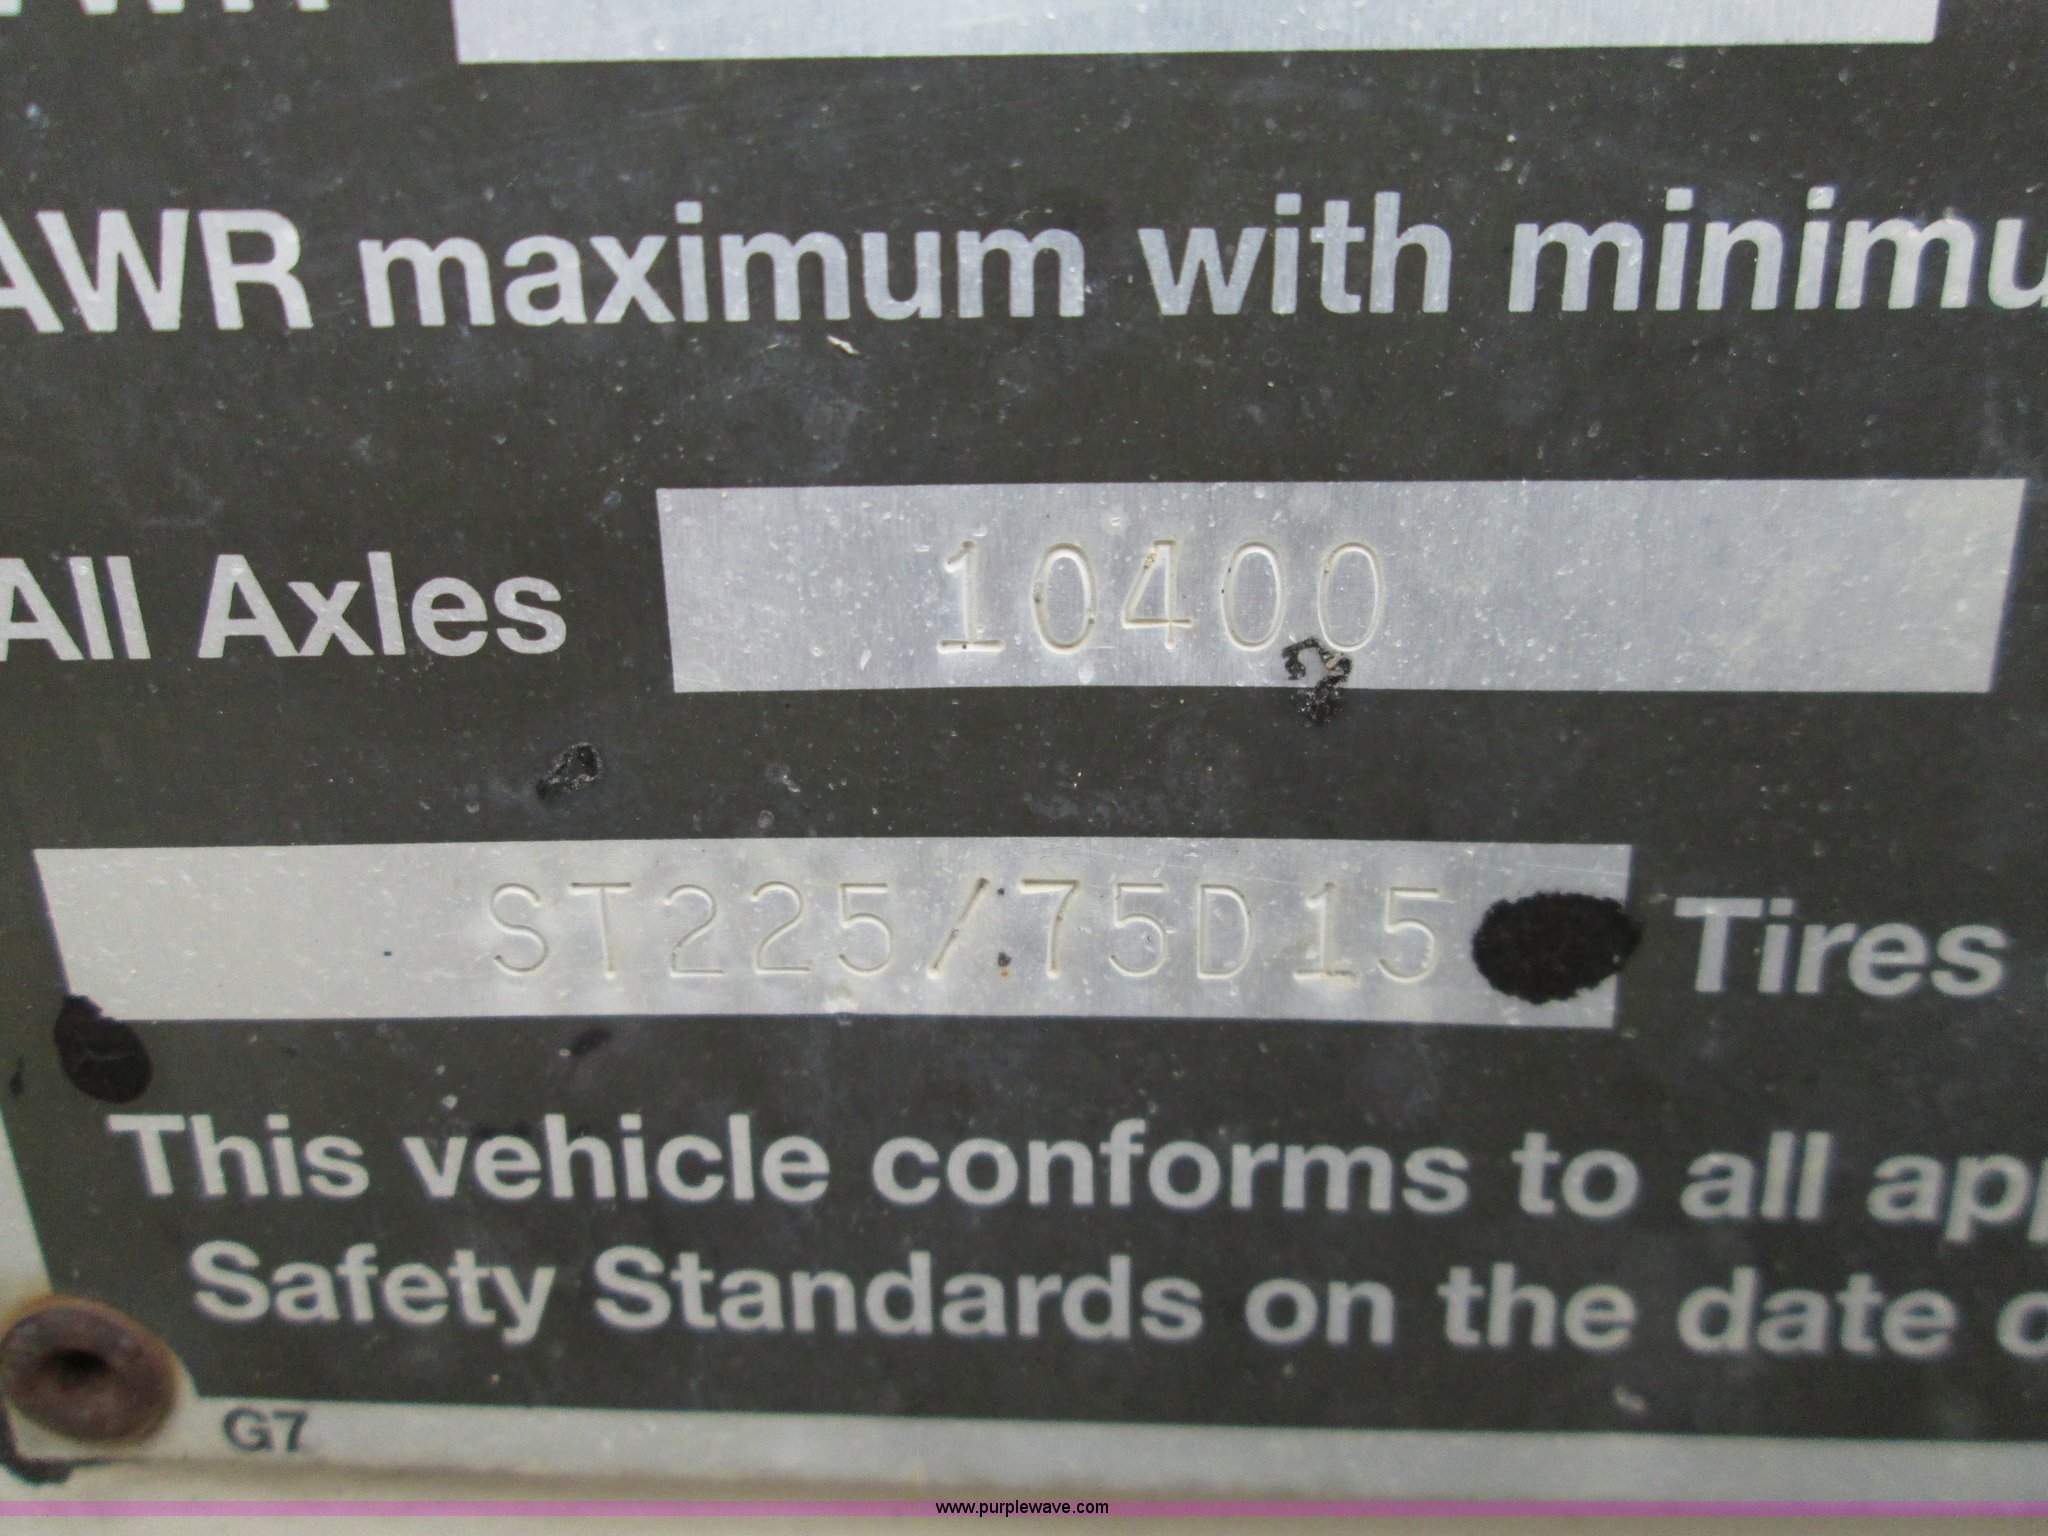 AWR maximum with minimu
All Axles 10400
ST225/75D15 Tires
This vehicle conforms to all app
Safety Standards on the date o
G7
www.purplewave.com